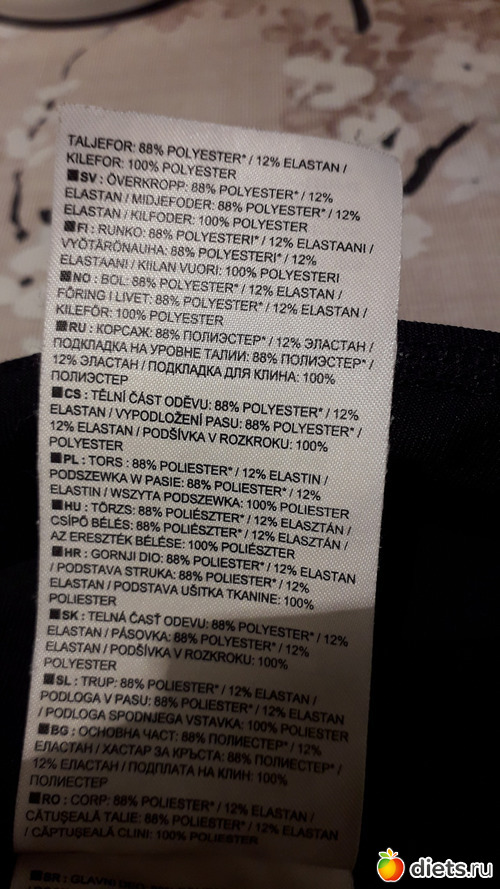 TALJEFOR: 88% POLYESTER* / 12% ELASTAN /
KILEFOR: 100% POLYESTER
SV : ÖVERKROPP: 88% POLYESTER* / 12%
ELASTAN / MIDJEFODER: 88% POLYESTER* / 12%
ELASTAN / KILFODER: 100% POLYESTER
FI : RUNKO: 88% POLYESTERI* / 12% ELASTAANI /
VYÖTÄRÖNAUHA: 88% POLYESTERI* / 12%
ELASTAANI / KIILAN VUORI: 100% POLYESTERI
NO : BOL: 88% POLYESTER* / 12% ELASTAN /
FÔRING I LIVET: 88% POLYESTER* / 12% ELASTAN /
KILEFÔR: 100% POLYESTER
RU : КОРСАЖ: 88% ПОЛИЭСТЕР* / 12% ЭЛАСТАН /
ПОДКЛАДКА НА УРОВНЕ ТАЛИИ: 88% ПОЛИЭСТЕР* /
12% ЭЛАСТАН / ПОДКЛАДКА ДЛЯ КЛИНА: 100%
ПОЛИЭСТЕР
CS : TĚLNÍ ČÁST ODĚVU: 88% POLYESTER* / 12%
ELASTAN / VYPODLOŽENÍ PASU: 88% POLYESTER* /
12% ELASTAN / PODŠÍVKA V ROZKROKU: 100%
POLYESTER
PL : TORS : 88% POLIESTER* / 12% ELASTIN /
PODSZEWKA W PASIE: 88% POLIESTER* / 12%
ELASTIN / WSZYTA PODSZEWKA: 100% POLIESTER
HU : TÖRZS: 88% POLIÉSZTER* / 12% ELASZTÁN /
CSÍPŐ BÉLÉS: 88% POLIÉSZTER* / 12% ELASZTÁN /
AZ ERESZTÉK BÉLÉSE: 100% POLIÉSZTER
HR : GORNJI DIO: 88% POLIESTER* / 12% ELASTAN
/ PODSTAVA STRUKA: 88% POLIESTER* / 12%
ELASTAN / PODSTAVA UŠITKA TKANINE: 100%
POLIESTER
SK : TELNÁ ČASŤ ODEVU: 88% POLYESTER* / 12%
ELASTAN / PÁSOVKA: 88% POLYESTER* / 12%
ELASTAN / PODŠÍVKA V ROZKROKU: 100%
POLYESTER
SL : TRUP: 88% POLIESTER* / 12% ELASTAN /
PODLOGA V PASU: 88% POLIESTER* / 12% ELASTAN
/ PODLOGA SPODNJEGA VSTAVKA: 100% POLIESTER
BG : ОСНОВНА ЧАСТ: 88% ПОЛИЕСТЕР* / 12%
ЕЛАСТАН / ХАСТАР ЗА КРЪСТА: 88% ПОЛИЕСТЕР* /
12% ЕЛАСТАН / ПОДПЛАТА НА КЛИН: 100%
ПОЛИЕСТЕР
RO : CORP: 88% POLIESTER* / 12% ELASTAN /
CĂTUȘEALĂ TALIE: 88% POLIESTER* / 12% ELASTAN
/ CĂPTUȘEALĂ CLINI: 100% POLIESTER
diets.ru